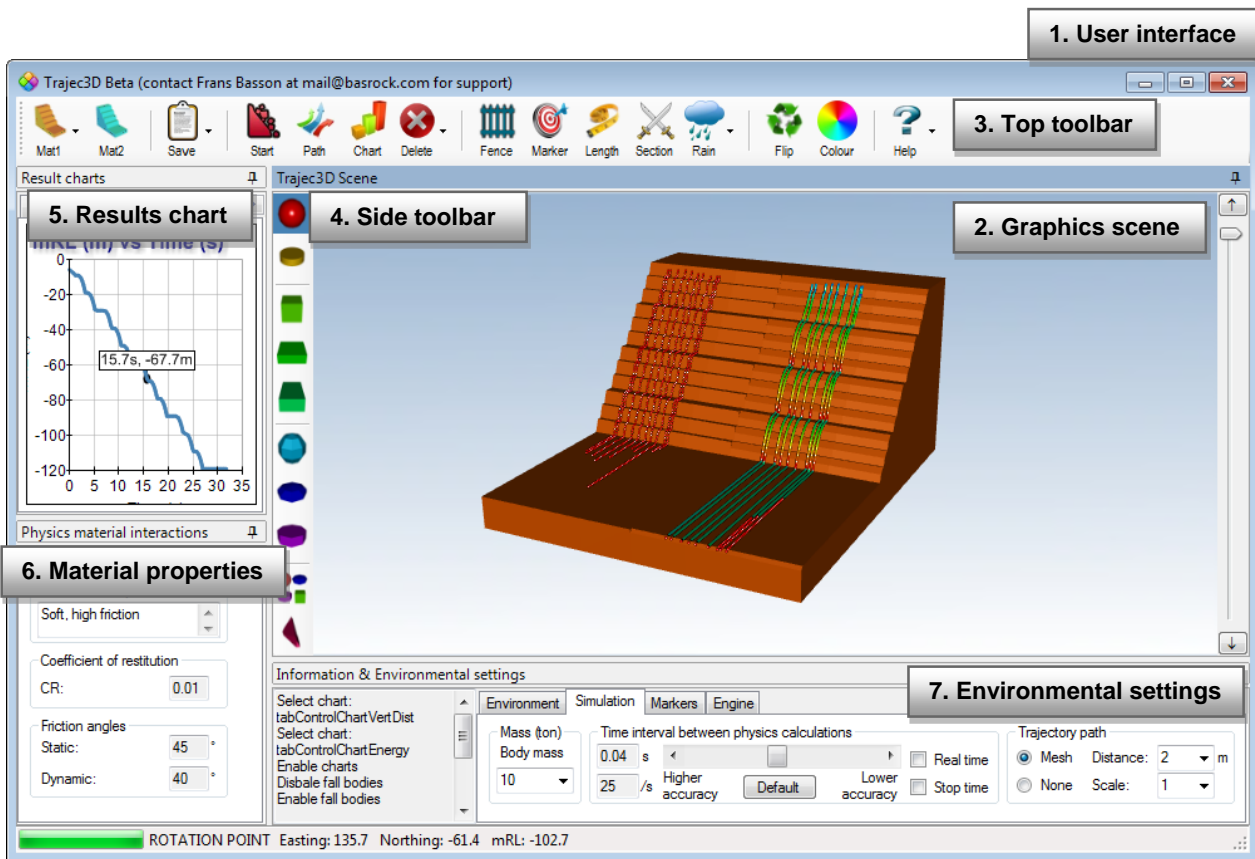 1. User interface
Trajec3D Beta (contact Frans Basson at mail@basrock.com for support)
Mat1 Mat2 Save Start Path Chart Delete Fence Marker Length Section Rain Flip Colour Help
3. Top toolbar
Result charts
Trajec3D Scene
5. Results chart
4. Side toolbar
2. Graphics scene
mRL (m) vs Time (s)
0
-20
-40
-60
-80
-100
-120
15.7s, -67.7m
0 5 10 15 20 25 30 35
Physics material interactions
6. Material properties
Soft, high friction
Coefficient of restitution
CR: 0.01
Friction angles
Static: 45 °
Dynamic: 40 °
Information & Environmental settings
7. Environmental settings
Select chart:
tabControlChartVertDist
Select chart:
tabControlChartEnergy
Enable charts
Disbale fall bodies
Enable fall bodies
Environment Simulation Markers Engine
Mass (ton)
Body mass
10
Time interval between physics calculations
0.04 s
25 /s
Higher accuracy
Default
Lower accuracy
Real time
Stop time
Trajectory path
Mesh Distance: 2 m
None Scale: 1
ROTATION POINT Easting: 135.7 Northing: -61.4 mRL: -102.7